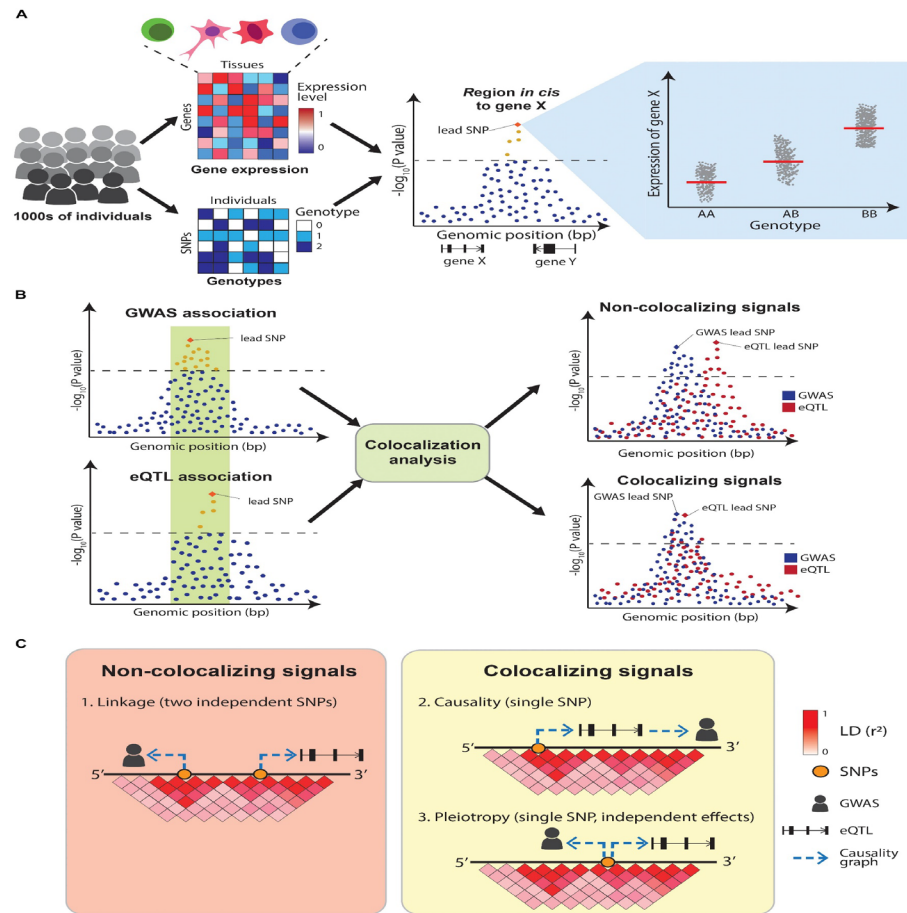 A
Tissues
Genes
Expression
level
1
0
Gene expression
1000s of individuals
Individuals
SNPs
Genotype
0
1
2
Genotypes
Region in cis
to gene X
lead SNP
-log10(P value)
Genomic position (bp)
gene X
gene Y
Expression of gene X
AA
AB
BB
Genotype
B
GWAS association
lead SNP
-log10(P value)
Genomic position (bp)
eQTL association
lead SNP
-log10(P value)
Genomic position (bp)
Colocalization
analysis
Non-colocalizing signals
GWAS lead SNP
eQTL lead SNP
GWAS
eQTL
-log10(P value)
Genomic position (bp)
Colocalizing signals
GWAS lead SNP
eQTL lead SNP
GWAS
eQTL
-log10(P value)
Genomic position (bp)
C
Non-colocalizing signals
1. Linkage (two independent SNPs)
5′
3′
Colocalizing signals
2. Causality (single SNP)
5′
3′
3. Pleiotropy (single SNP, independent effects)
5′
3′
1
0
LD (r²)
SNPs
GWAS
eQTL
Causality
graph